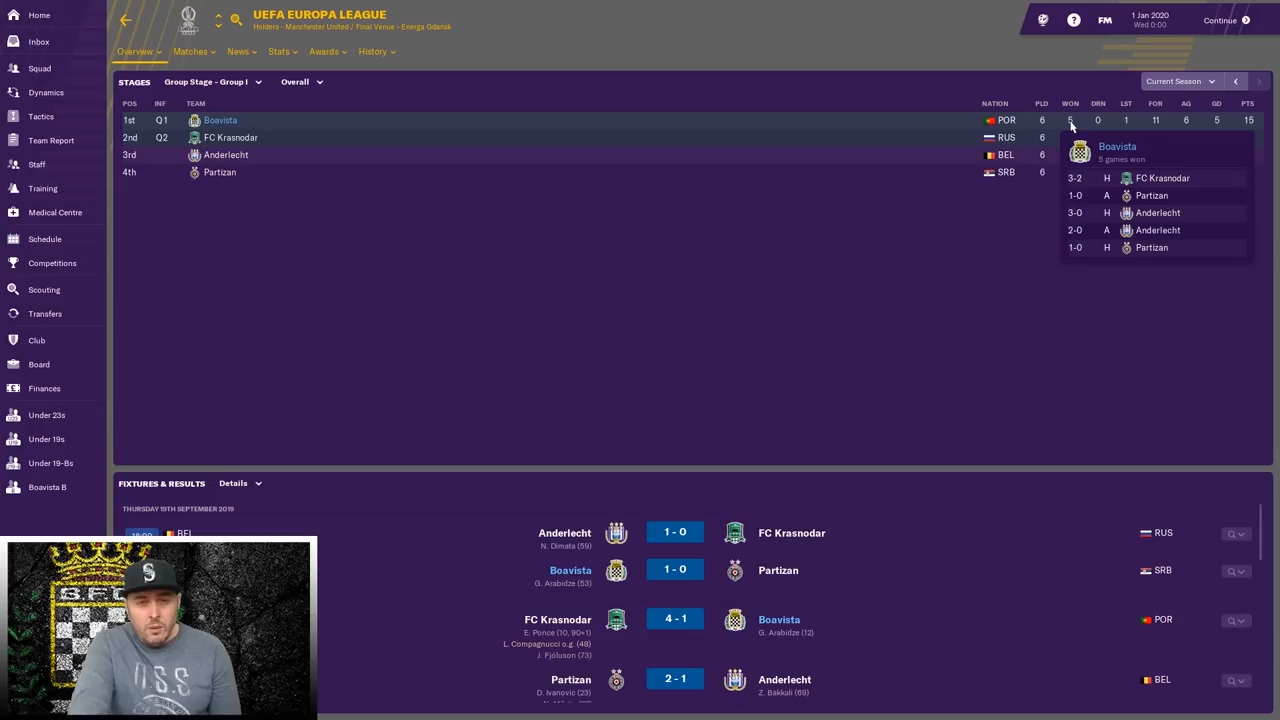 Home
Inbox
Squad
Dynamics
Tactics
Team Report
Staff
Training
Medical Centre
Schedule
Competitions
Scouting
Transfers
Club
Board
Finances
Under 23s
Under 19s
Under 19-Bs
Boavista B
UEFA EUROPA LEAGUE
Holders - Manchester United / Final Venue - Energa Gdańsk
FM
1 Jan 2020
Wed 0:00
Continue
Overview Matches News Stats Awards History
STAGES Group Stage - Group I Overall Current Season
POS INF TEAM NATION PLD WON DRN LST FOR AG GD PTS
1st Q1 Boavista POR 6 5 0 1 11 6 5 15
2nd Q2 FC Krasnodar RUS 6
3rd Anderlecht BEL 6
4th Partizan SRB 6
Boavista
5 games won
3-2 H FC Krasnodar
1-0 A Partizan
3-0 H Anderlecht
2-0 A Anderlecht
1-0 H Partizan
FIXTURES & RESULTS Details
THURSDAY 19TH SEPTEMBER 2019
BEL
Anderlecht 1 - 0 FC Krasnodar RUS
N. Dimata (59)
Boavista 1 - 0 Partizan SRB
G. Arabidze (53)
FC Krasnodar 4 - 1 Boavista POR
E. Ponce (10, 90+1) G. Arabidze (12)
L. Compagnucci o.g. (48)
J. Fjóluson (73)
Partizan 2 - 1 Anderlecht BEL
D. Ivanovic (23) Z. Bakkali (69)
S
U.S.S